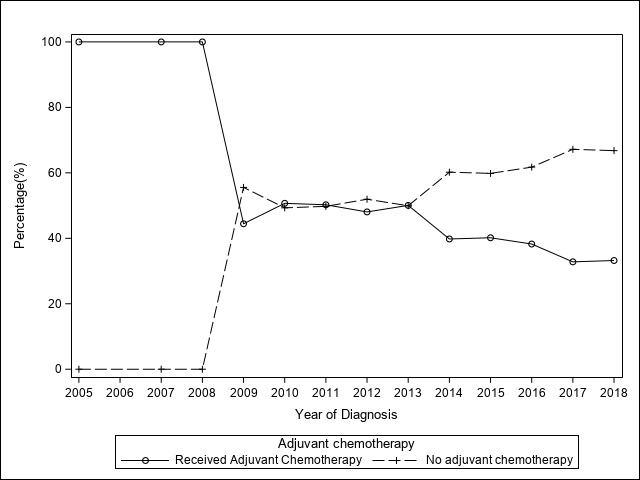 100
80
60
40
20
0
Percentage(%)
2005 2006 2007 2008 2009 2010 2011 2012 2013 2014 2015 2016 2017 2018
Year of Diagnosis
Adjuvant chemotherapy
Received Adjuvant Chemotherapy No adjuvant chemotherapy